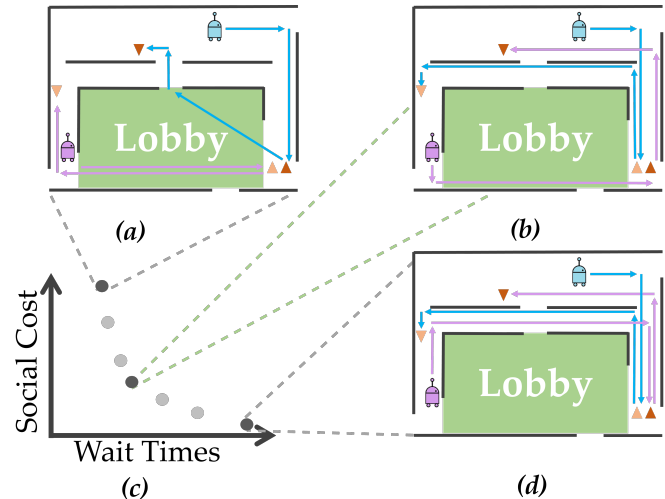 Lobby
Lobby
(a)
(b)
Social Cost
Lobby
Wait Times
(c)
(d)